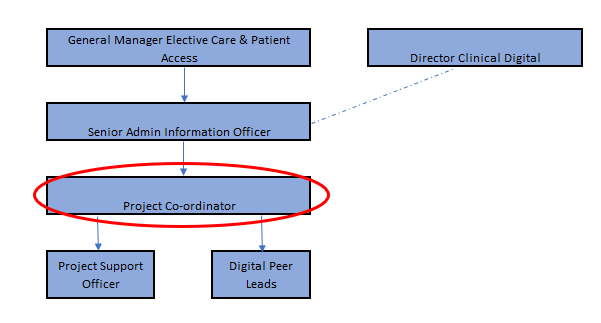 General Manager Elective Care & Patient
Access
Director Clinical Digital
Senior Admin Information Officer
Project Co-ordinator
Project Support
Officer
Digital Peer
Leads